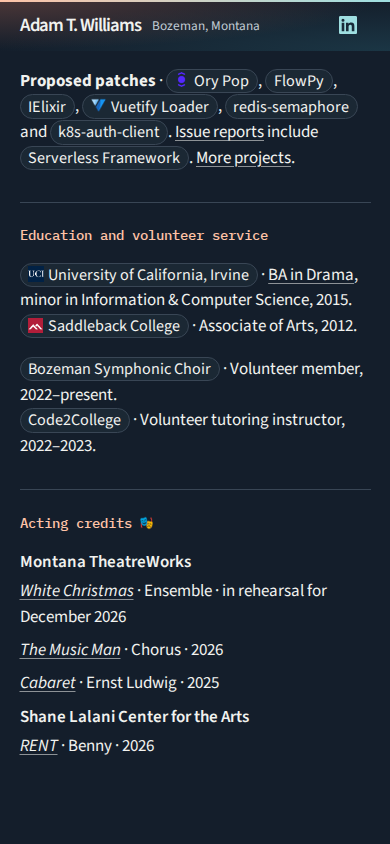 Adam T. Williams Bozeman, Montana in
Proposed patches · Ory Pop, FlowPy,
IElixir, Vuetify Loader, redis-semaphore
and k8s-auth-client. Issue reports include
Serverless Framework. More projects.
Education and volunteer service
UCI University of California, Irvine · BA in Drama,
minor in Information & Computer Science, 2015.
Saddleback College · Associate of Arts, 2012.
Bozeman Symphonic Choir · Volunteer member,
2022–present.
Code2College · Volunteer tutoring instructor,
2022–2023.
Acting credits 🎭
Montana TheatreWorks
White Christmas · Ensemble · in rehearsal for
December 2026
The Music Man · Chorus · 2026
Cabaret · Ernst Ludwig · 2025
Shane Lalani Center for the Arts
RENT · Benny · 2026